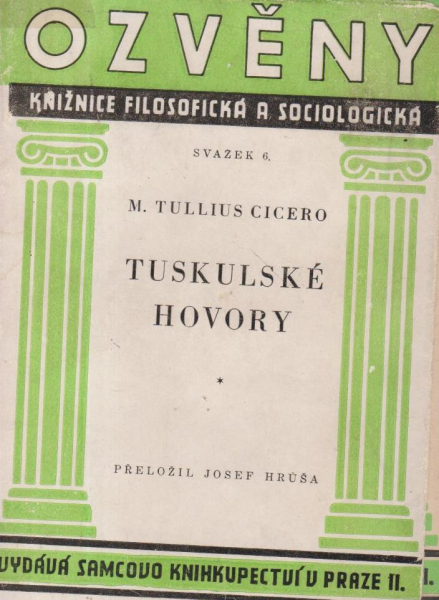 OZVĚNY
KNIŽNICE FILOSOFICKÁ A SOCIOLOGICKÁ
SVAZEK 6.
M. TULLIUS CICERO
TUSKULSKÉ
HOVORY
*
PŘELOŽIL JOSEF HRŮŠA
VYDÁVÁ SAMCOVO KNIHKUPECTVÍ V PRAZE II.
I.